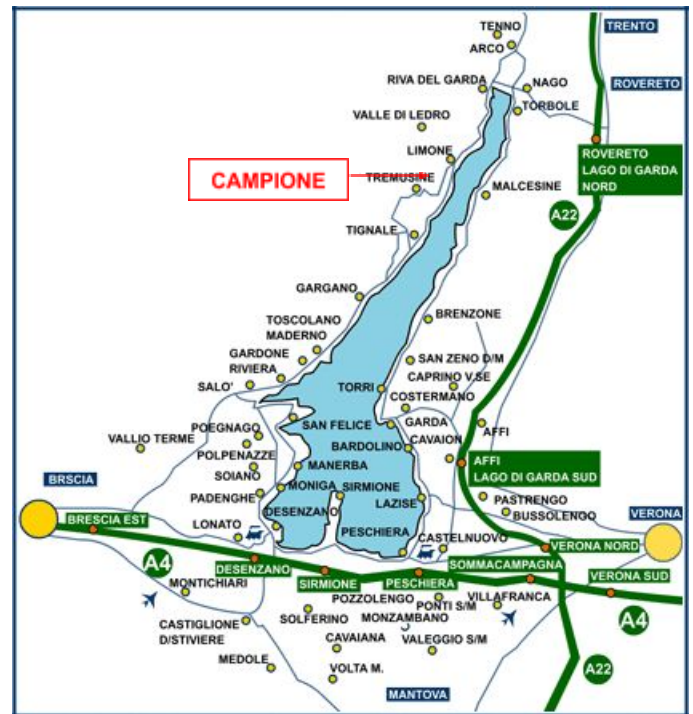 TENNO
ARCO
TRENTO
RIVA DEL GARDA
NAGO
ROVERETO
TORBOLE
VALLE DI LEDRO
LIMONE
ROVERETO
LAGO DI GARDA
NORD
CAMPIONE
TREMUSINE
MALCESINE
A22
TIGNALE
GARGANO
BRENZONE
TOSCOLANO
MADERNO
GARDONE
RIVIERA
SAN ZENO D/M
CAPRINO V.SE
SALO'
TORRI
COSTERMANO
POEGNAGO
SAN FELICE
GARDA
AFFI
VALLIO TERME
POLPENAZZE
BARDOLINO
CAVAION
SOIANO
MANERBA
AFFI
LAGO DI GARDA SUD
BRSCIA
PADENGHE
MONIGA
SIRMIONE
LAZISE
PASTRENGO
BUSSOLENGO
VERONA
BRESCIA EST
LONATO
DESENZANO
PESCHIERA
CASTELNUOVO
VERONA NORD
A4
DESENZANO
SIRMIONE
PESCHIERA
SOMMACAMPAGNA
VERONA SUD
MONTICHIARI
POZZOLENGO
PONTI S/M
VILLAFRANCA
A4
CASTIGLIONE
D/STIVIERE
SOLFERINO
MONZAMBANO
CAVAIANA
VALEGGIO S/M
MEDOLE
VOLTA M.
A22
MANTOVA